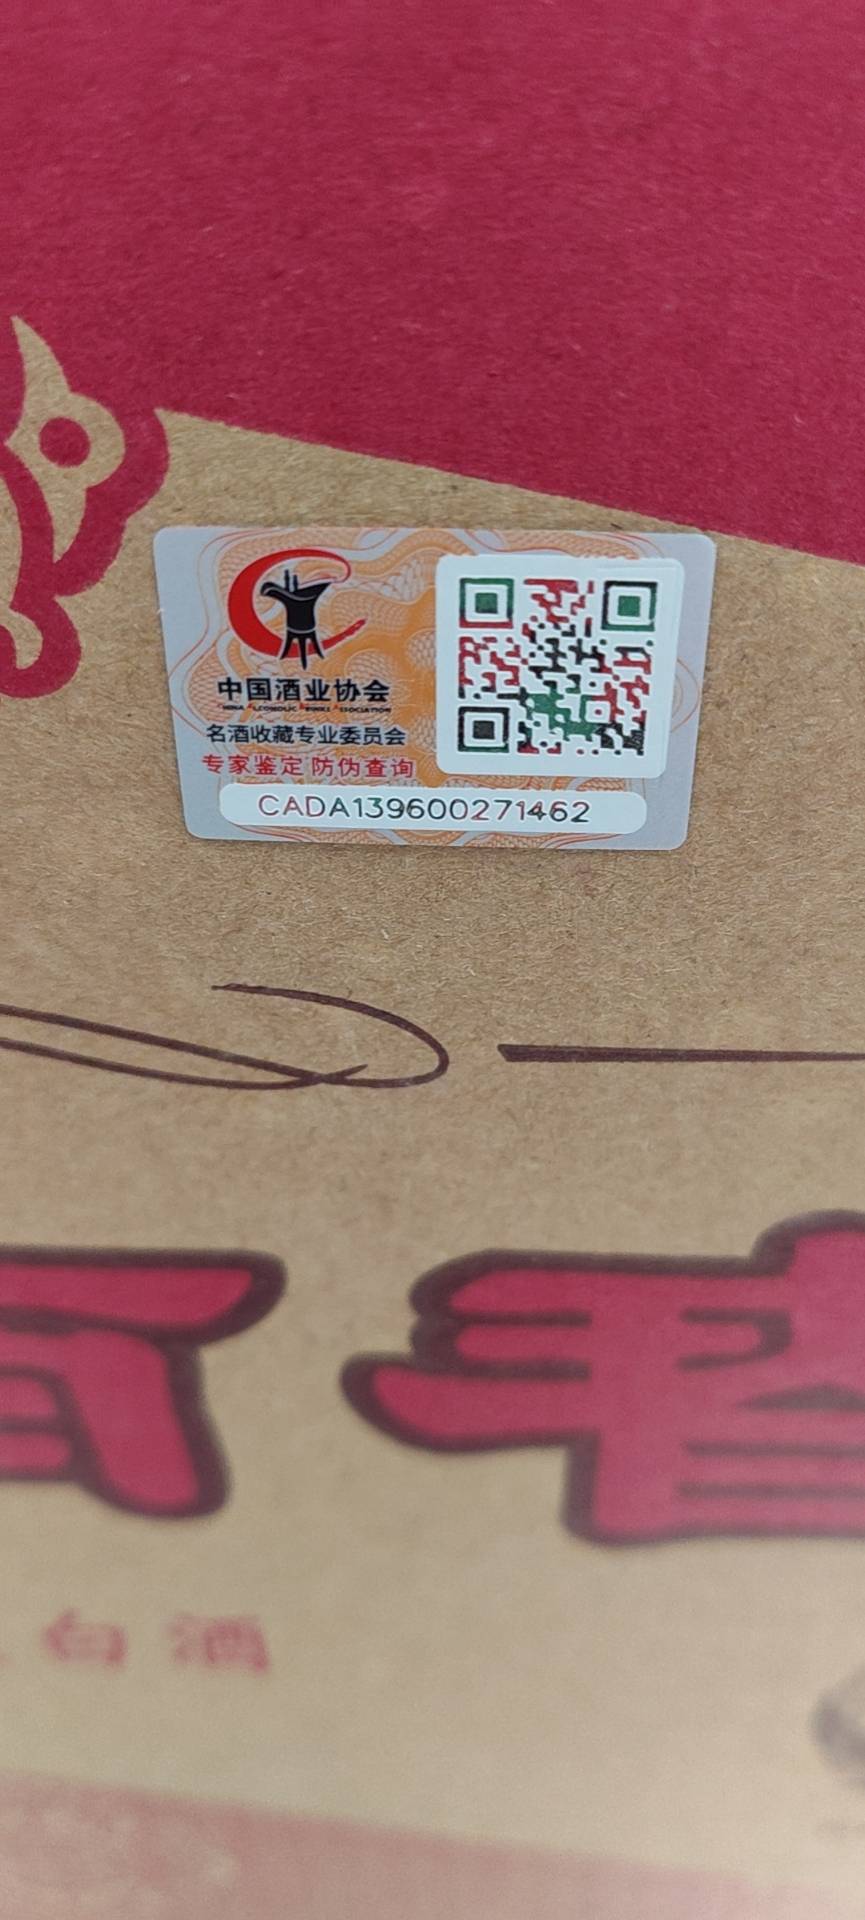 中国酒业协会
名酒收藏专业委员会
专家鉴定 防伪查询
CADA139600271462
白酒